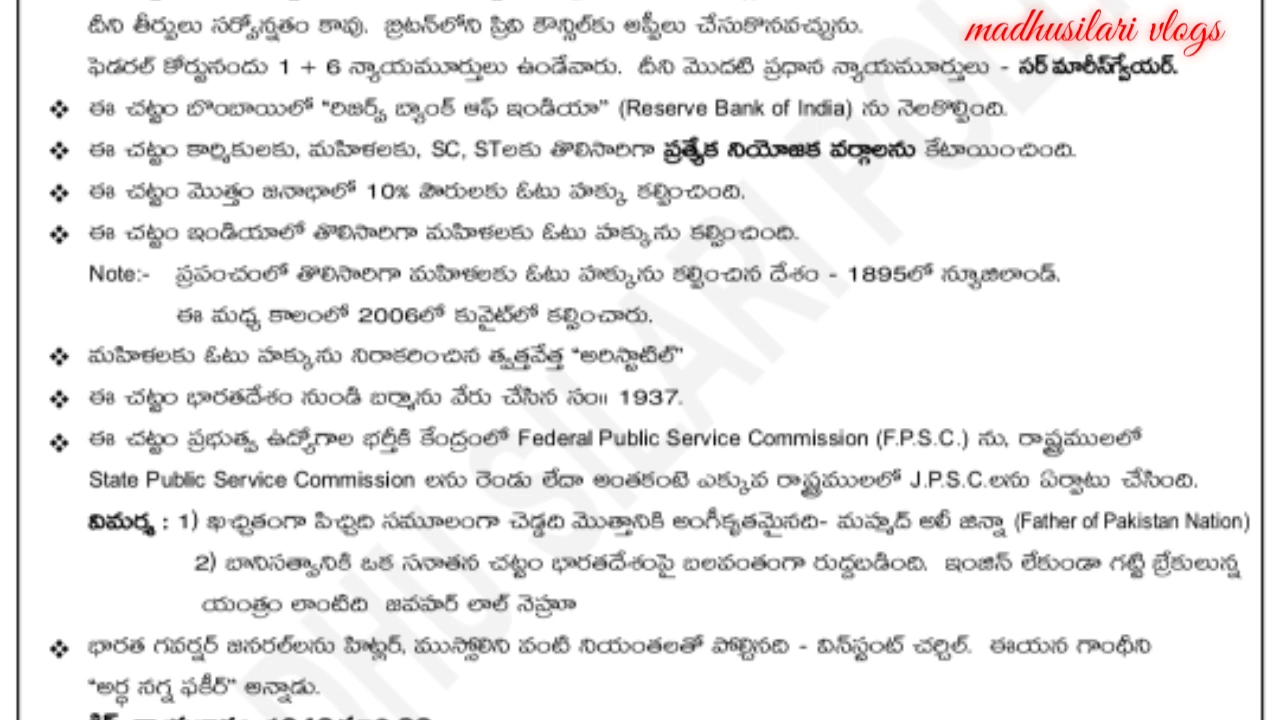 దీని తీర్పులు సర్వోన్నతం కావు. బ్రిటన్‌లోని ప్రివి కౌన్సిల్‌కు అప్పీలు చేసుకొనవచ్చును.
madhusilari vlogs
ఫెడరల్ కోర్టునందు 1 + 6 న్యాయమూర్తులు ఉండేవారు. దీని మొదటి ప్రధాన న్యాయమూర్తులు - సర్ మారీస్‌గ్వేయర్.
❖ ఈ చట్టం బొంబాయిలో "రిజర్వ్ బ్యాంక్ ఆఫ్ ఇండియా" (Reserve Bank of India) ను నెలకొల్పింది.
❖ ఈ చట్టం కార్మికులకు, మహిళలకు, SC, STలకు తొలిసారిగా ప్రత్యేక నియోజక వర్గాలను కేటాయించింది.
❖ ఈ చట్టం మొత్తం జనాభాలో 10% పౌరులకు ఓటు హక్కు కల్పించింది.
❖ ఈ చట్టం ఇండియాలో తొలిసారిగా మహిళలకు ఓటు హక్కును కల్పించింది.
Note:- ప్రపంచంలో తొలిసారిగా మహిళలకు ఓటు హక్కును కల్పించిన దేశం - 1895లో న్యూజిలాండ్.
ఈ మధ్య కాలంలో 2006లో కువైట్‌లో కల్పించారు.
❖ మహిళలకు ఓటు హక్కును నిరాకరించిన త్వత్తవేత్త "అరిస్టాటిల్"
❖ ఈ చట్టం భారతదేశం నుండి బర్మాను వేరు చేసిన సం॥ 1937.
❖ ఈ చట్టం ప్రభుత్వ ఉద్యోగాల భర్తీకి కేంద్రంలో Federal Public Service Commission (F.P.S.C.) ను, రాష్ట్రములలో
State Public Service Commission లను రెండు లేదా అంతకంటె ఎక్కువ రాష్ట్రములలో J.P.S.C.లను ఏర్పాటు చేసింది.
విమర్శ : 1) ఖచ్చితంగా పిచ్చిది సమూలంగా చెడ్డది మొత్తానికి అంగీకృతమైనది- మహ్మద్ అలీ జిన్నా (Father of Pakistan Nation)
2) బానిసత్వానికి ఒక సనాతన చట్టం భారతదేశంపై బలవంతంగా రుద్దబడింది. ఇంజిన్ లేకుండా గట్టి బ్రేకులున్న
యంత్రం లాంటిది జవహర్ లాల్ నెహ్రూ
❖ భారత గవర్నర్ జనరల్‌లను హిట్లర్, ముస్సోలిని వంటి నియంతలతో పోల్చినది - విన్‌స్టంట్ చర్చిల్. ఈయన గాంధీని
"అర్ధ నగ్న ఫకీర్" అన్నాడు.